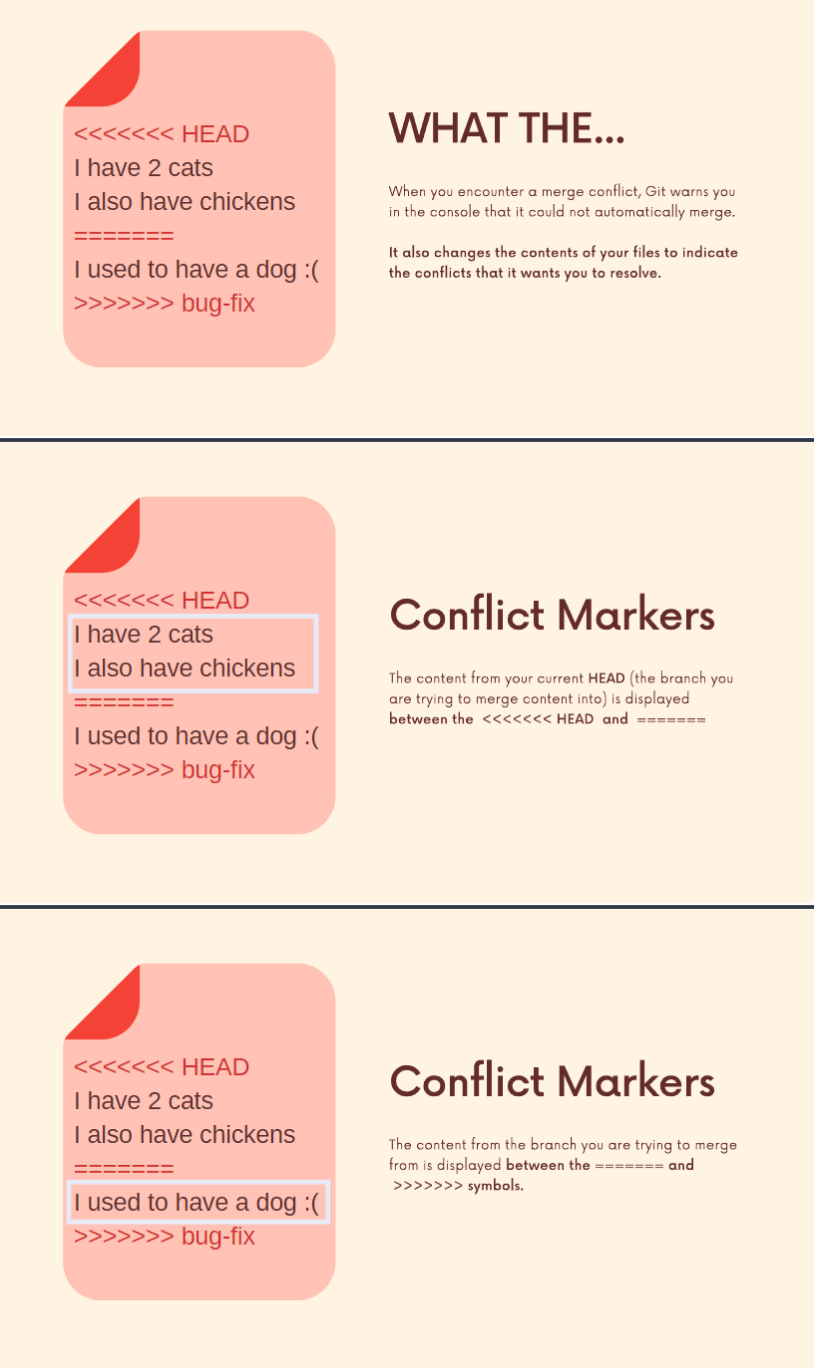 <<<<<<< HEAD
I have 2 cats
I also have chickens
=======
I used to have a dog :(
>>>>>>> bug-fix
WHAT THE...
When you encounter a merge conflict, Git warns you
in the console that it could not automatically merge.
It also changes the contents of your files to indicate
the conflicts that it wants you to resolve.
<<<<<<< HEAD
I have 2 cats
I also have chickens
=======
I used to have a dog :(
>>>>>>> bug-fix
Conflict Markers
The content from your current HEAD (the branch you
are trying to merge content into) is displayed
between the <<<<<<< HEAD and =======
<<<<<<< HEAD
I have 2 cats
I also have chickens
=======
I used to have a dog :(
>>>>>>> bug-fix
Conflict Markers
The content from the branch you are trying to merge
from is displayed between the ======= and
>>>>>>> symbols.